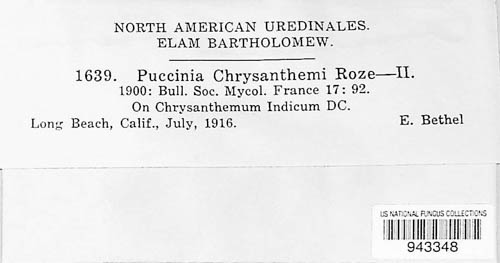 NORTH AMERICAN UREDINALES.
ELAM BARTHOLOMEW.
1639. Puccinia Chrysanthemi Roze—II.
1900: Bull. Soc. Mycol. France 17: 92.
On Chrysanthemum Indicum DC.
Long Beach, Calif., July, 1916. E. Bethel
US NATIONAL FUNGUS COLLECTIONS
943348